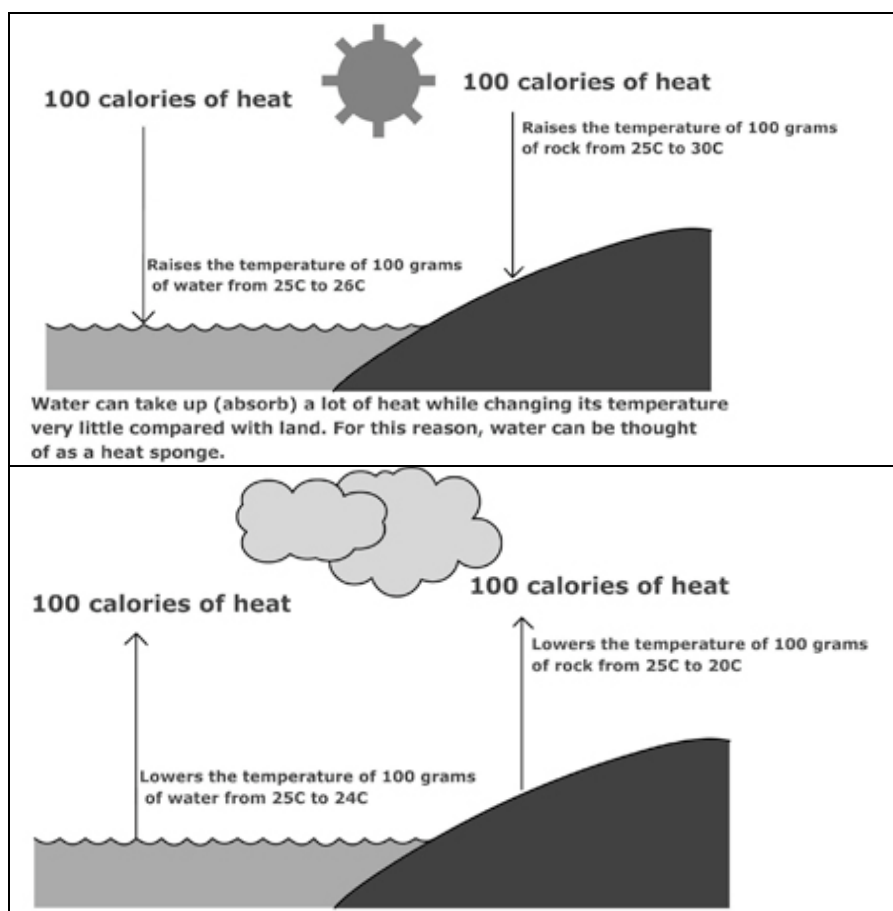 100 calories of heat
100 calories of heat
Raises the temperature of 100 grams
of rock from 25C to 30C
Raises the temperature of 100 grams
of water from 25C to 26C
Water can take up (absorb) a lot of heat while changing its temperature
very little compared with land. For this reason, water can be thought
of as a heat sponge.
100 calories of heat
100 calories of heat
Lowers the temperature of 100 grams
of rock from 25C to 20C
Lowers the temperature of 100 grams
of water from 25C to 24C